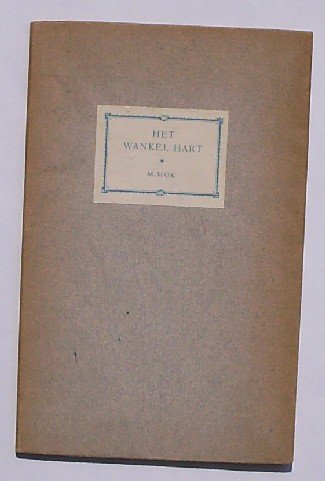 HET
WANKEL HART
*
M. MOK